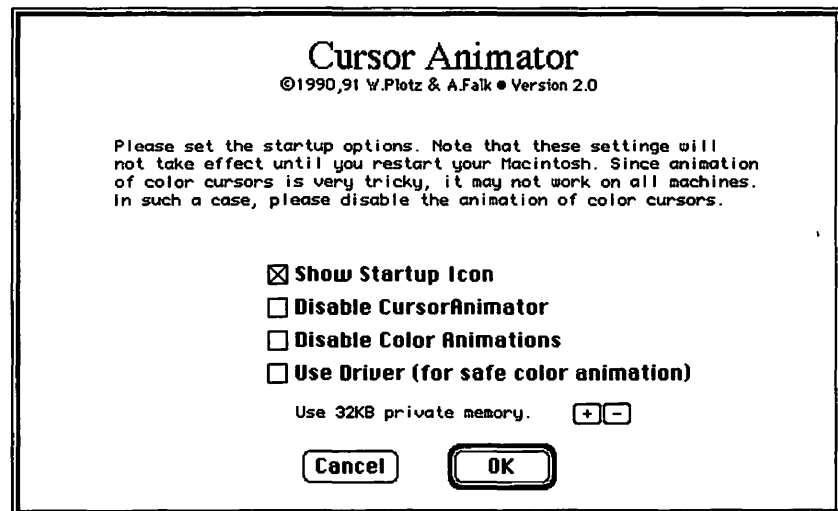 Cursor Animator
©1990,91 W.Plotz & A.Falk • Version 2.0
Please set the startup options. Note that these settinge will
not take effect until you restart your Macintosh. Since animation
of color cursors is very tricky, it may not work on all machines.
In such a case, please disable the animation of color cursors.
Show Startup Icon
Disable CursorAnimator
Disable Color Animations
Use Driver (for safe color animation)
Use 32KB private memory. + -
Cancel OK